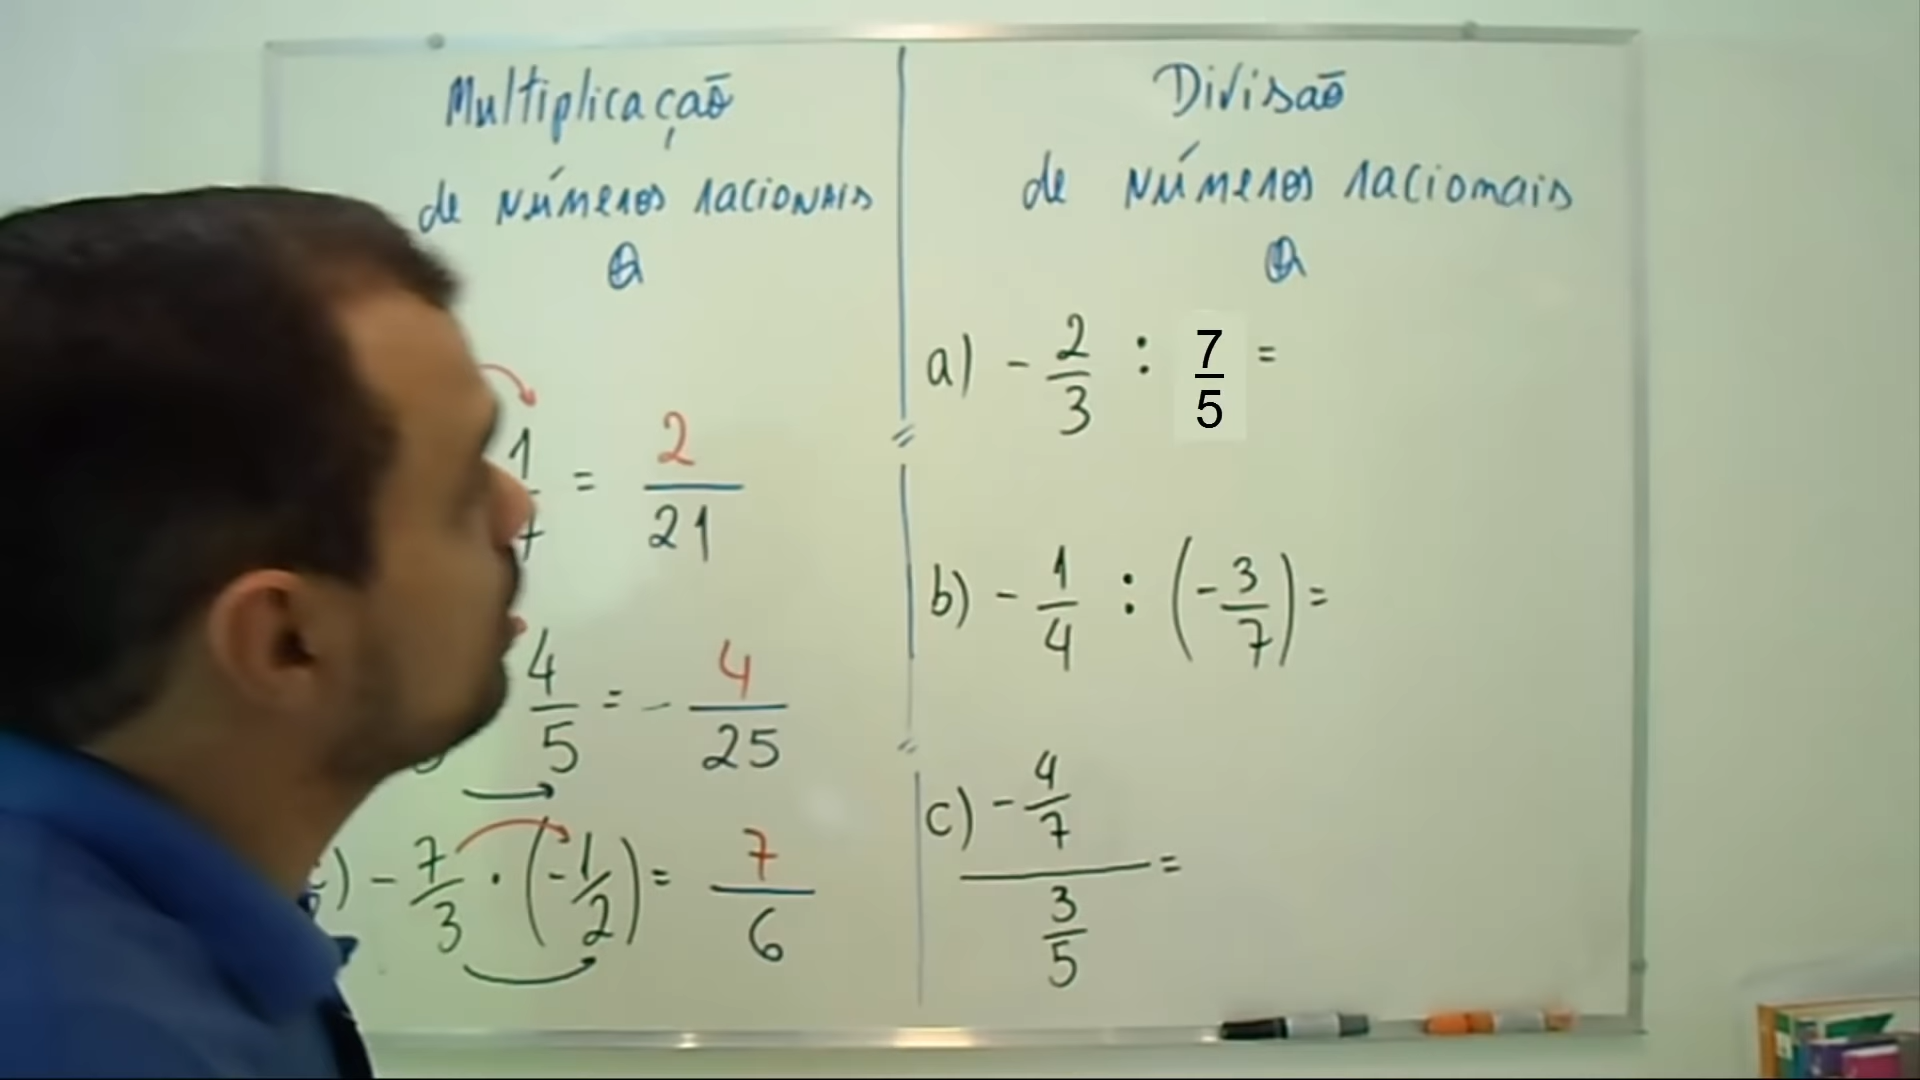 Multiplicação
de números racionais
Q
1/7 = 2/21
4/5 = - 4/25
) - 7/3 · (-1/2) = 7/6
Divisão
de números racionais
Q
a) - 2/3 : 7/5 =
b) - 1/4 : (-3/7) =
c) - 4/7
3/5 =